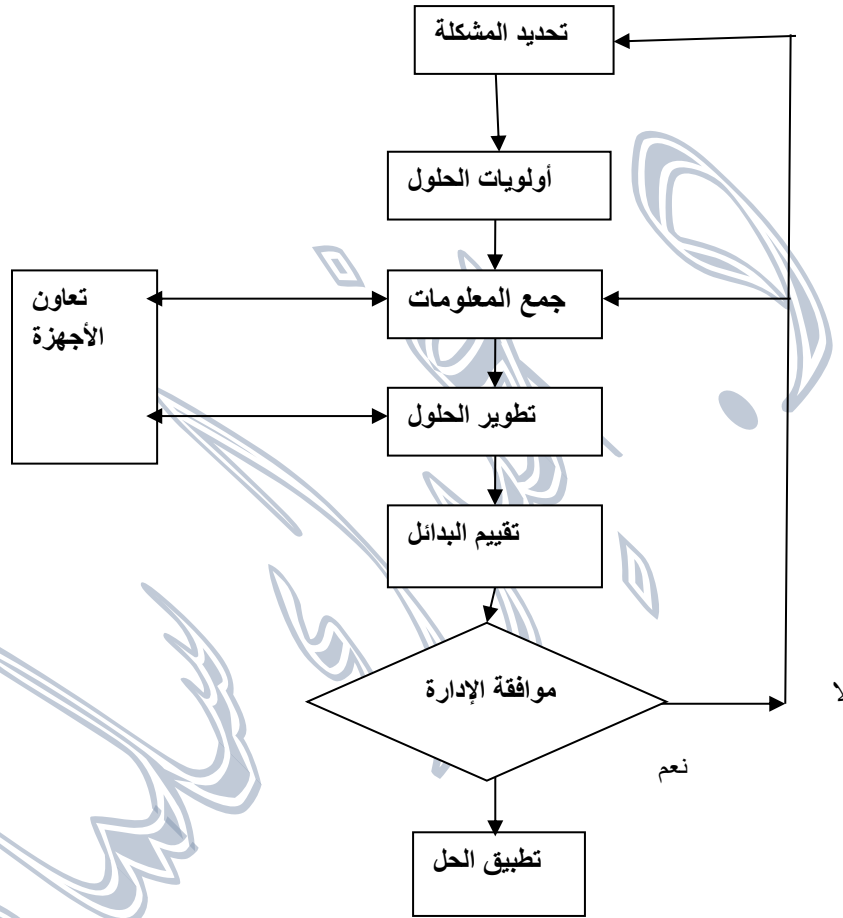 تحديد المشكلة
أولويات الحلول
جمع المعلومات
تعاون
الأجهزة
تطوير الحلول
تقييم البدائل
موافقة الإدارة
لا
نعم
تطبيق الحل